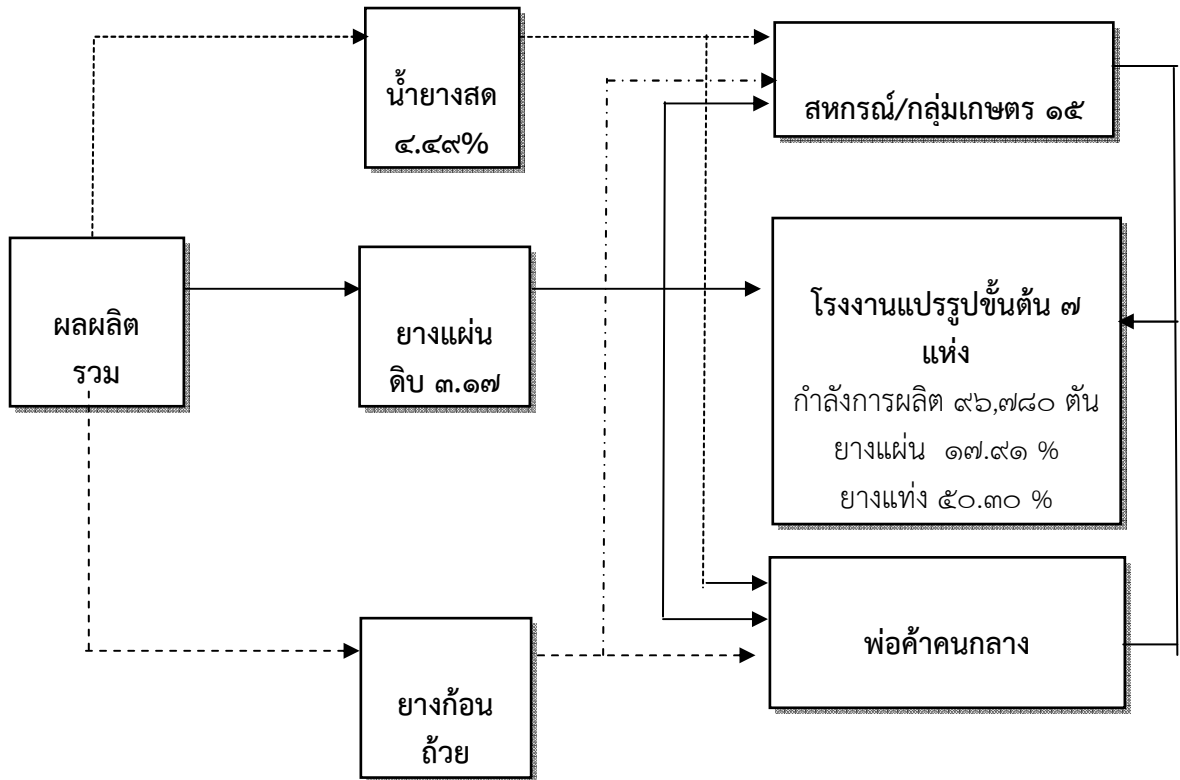 น้ำยางสด
๔.๔๙%
สหกรณ์/กลุ่มเกษตร ๑๕
ผลผลิต
รวม
ยางแผ่น
ดิบ ๓.๑๗
โรงงานแปรรูปขั้นต้น ๗
แห่ง
กำลังการผลิต ๙๖,๗๘๐ ตัน
ยางแผ่น ๑๗.๙๑ %
ยางแท่ง ๕๐.๓๐ %
ยางก้อน
ถ้วย
พ่อค้าคนกลาง